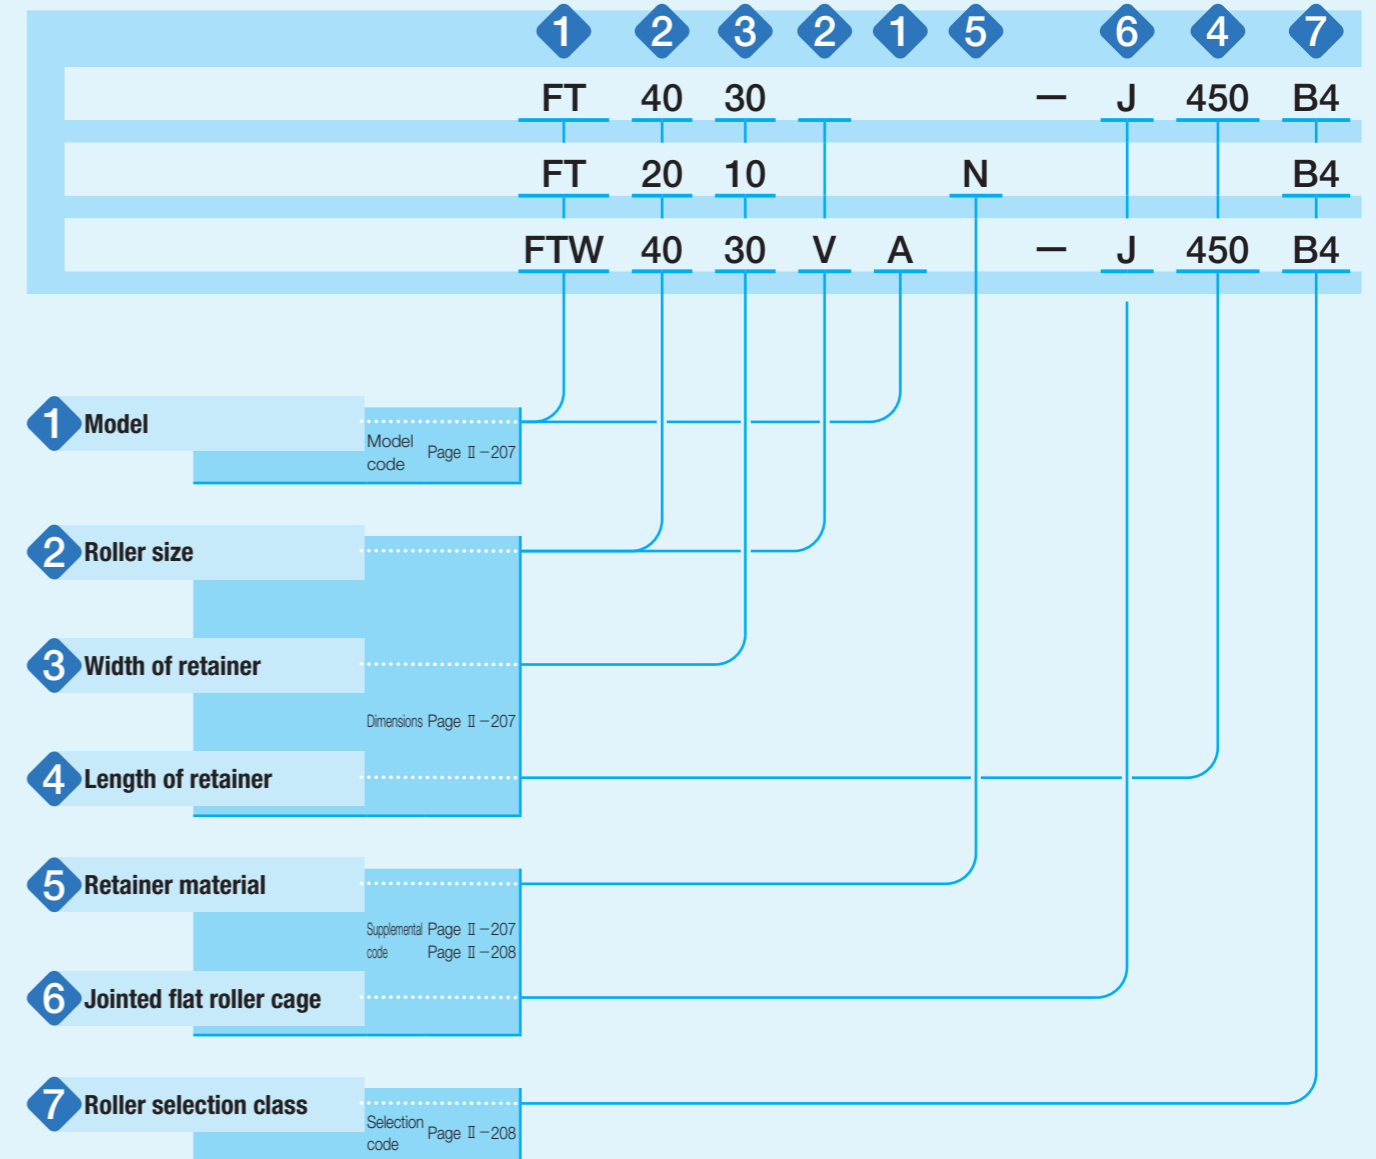 1 2 3 2 1 5 6 4 7
FT 40 30 － J 450 B4
FT 20 10 N B4
FTW 40 30 V A － J 450 B4
1 Model
Model code Page Ⅱ－207
2 Roller size
3 Width of retainer
Dimensions Page Ⅱ－207
4 Length of retainer
5 Retainer material
Supplemental Page Ⅱ－207
code Page Ⅱ－208
6 Jointed flat roller cage
7 Roller selection class
Selection code Page Ⅱ－208